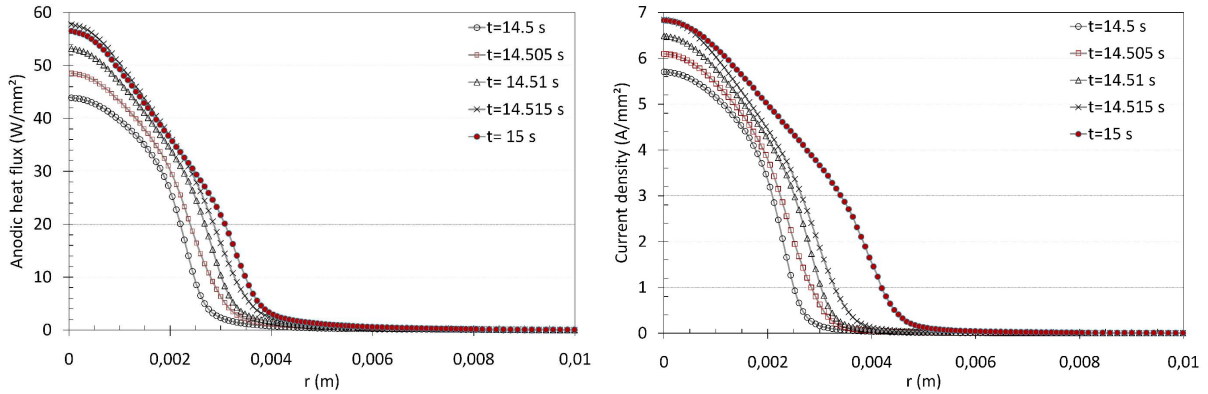 Anodic heat flux (W/mm²)
60
50
40
30
20
10
0
t=14.5 s
t=14.505 s
t= 14.51 s
t=14.515 s
t= 15 s
0
0,002
0,004
0,006
0,008
0,01
r (m)
Current density (A/mm²)
7
6
5
4
3
2
1
0
t=14.5 s
t=14.505 s
t=14.51 s
t=14.515 s
t=15 s
0
0,002
0,004
0,006
0,008
0,01
r (m)